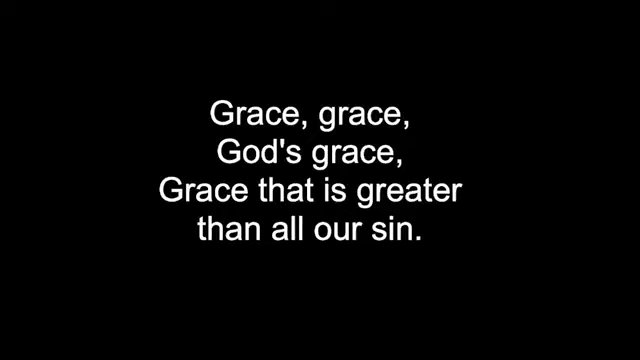 Grace, grace,
God's grace,
Grace that is greater
than all our sin.